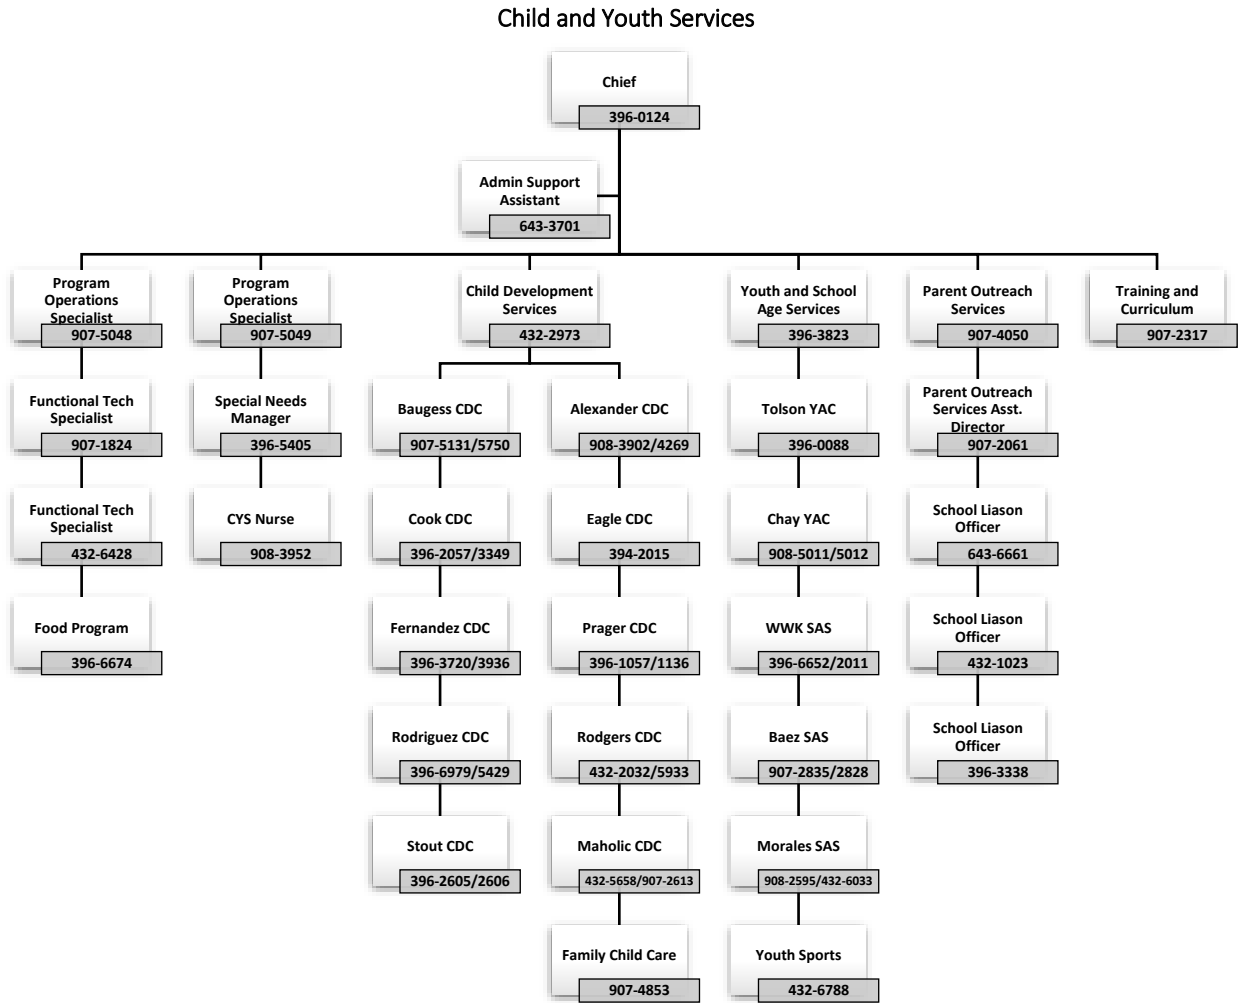 Child and Youth Services
Chief
396-0124
Admin Support
Assistant
643-3701
Program
Operations
Specialist
907-5048
Program
Operations
Specialist
907-5049
Child Development
Services
432-2973
Youth and School
Age Services
396-3823
Parent Outreach
Services
907-4050
Training and
Curriculum
907-2317
Functional Tech
Specialist
907-1824
Special Needs
Manager
396-5405
Baugess CDC
907-5131/5750
Alexander CDC
908-3902/4269
Tolson YAC
396-0088
Parent Outreach
Services Asst.
Director
907-2061
Functional Tech
Specialist
432-6428
CYS Nurse
908-3952
Cook CDC
396-2057/3349
Eagle CDC
394-2015
Chay YAC
908-5011/5012
School Liason
Officer
643-6661
Food Program
396-6674
Fernandez CDC
396-3720/3936
Prager CDC
396-1057/1136
WWK SAS
396-6652/2011
School Liason
Officer
432-1023
Rodriguez CDC
396-6979/5429
Rodgers CDC
432-2032/5933
Baez SAS
907-2835/2828
School Liason
Officer
396-3338
Stout CDC
396-2605/2606
Maholic CDC
432-5658/907-2613
Morales SAS
908-2595/432-6033
Family Child Care
907-4853
Youth Sports
432-6788